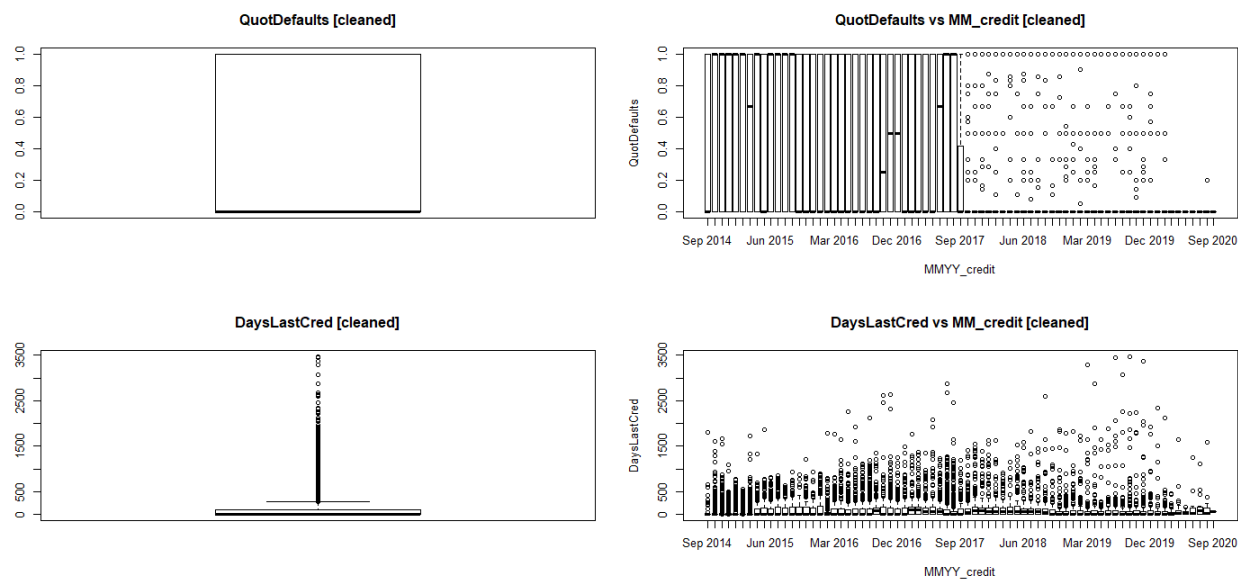 QuotDefaults [cleaned]
0.0 0.2 0.4 0.6 0.8 1.0
QuotDefaults vs MM_credit [cleaned]
QuotDefaults
0.0 0.2 0.4 0.6 0.8 1.0
Sep 2014 Jun 2015 Mar 2016 Dec 2016 Sep 2017 Jun 2018 Mar 2019 Dec 2019 Sep 2020
MMYY_credit
DaysLastCred [cleaned]
0 500 1500 2500 3500
DaysLastCred vs MM_credit [cleaned]
DaysLastCred
0 500 1500 2500 3500
Sep 2014 Jun 2015 Mar 2016 Dec 2016 Sep 2017 Jun 2018 Mar 2019 Dec 2019 Sep 2020
MMYY_credit